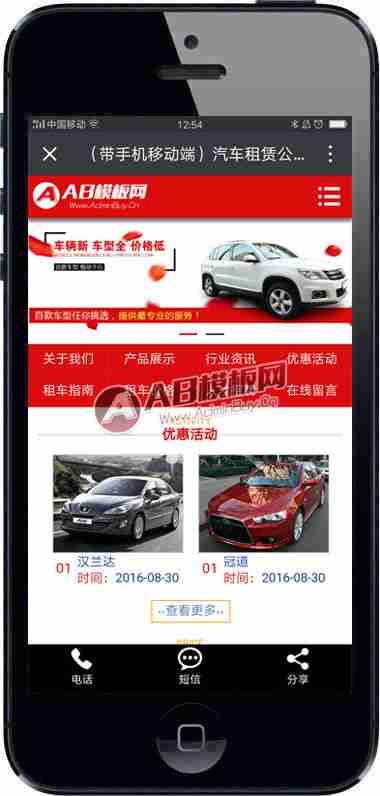 中国移动 12:54
（带手机移动端）汽车租赁公...
AB模板网
Www.AdminBuy.Cn
车辆新 车型全 价格低
百款车型任你挑选，提供最专业的服务！
关于我们 产品展示 行业资讯 优惠活动
租车指南 在线留言
AB模板网
Www.AdminBuy.Cn
优惠活动
01 汉兰达
时间：2016-08-30
01 冠道
时间：2016-08-30
--查看更多--
PRICE
电话 短信 分享